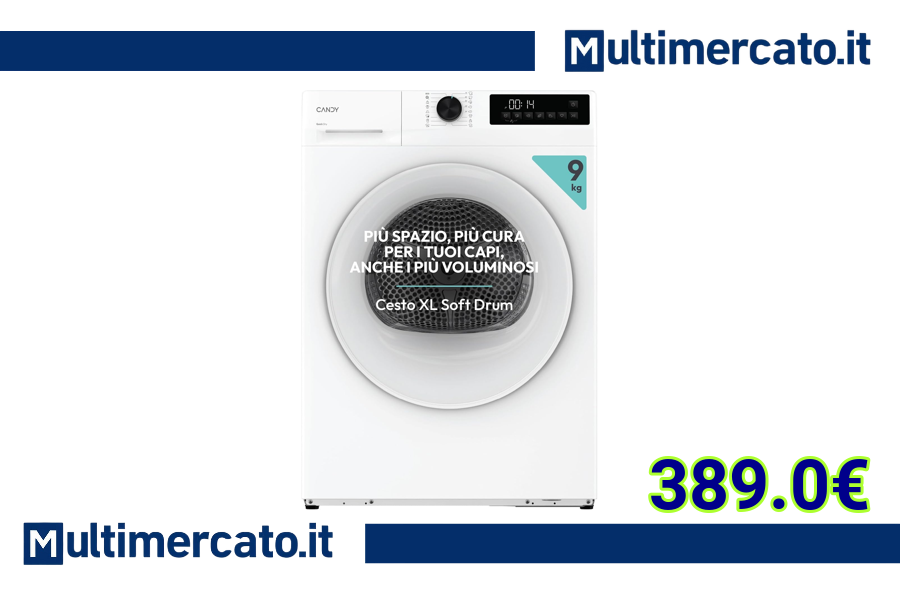 Multimercato.it
CANDY
00:14
9
kg
PIÙ SPAZIO, PIÙ CURA
PER I TUOI CAPI,
ANCHE I PIÙ VOLUMINOSI
Cesto XL Soft Drum
389.0€
Multimercato.it